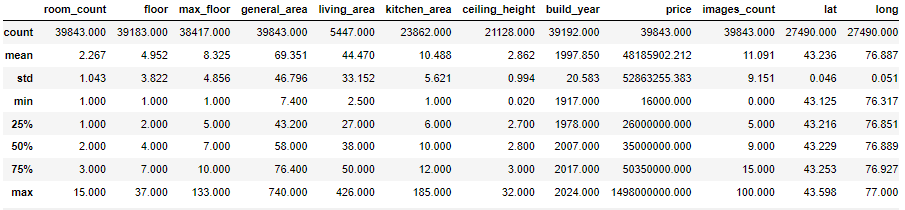 room_count floor max_floor general_area living_area kitchen_area ceiling_height build_year price images_count lat long
count 39843.000 39183.000 38417.000 39843.000 5447.000 23862.000 21128.000 39192.000 39843.000 39843.000 27490.000 27490.000
mean 2.267 4.952 8.325 69.351 44.470 10.488 2.862 1997.850 48185902.212 11.091 43.236 76.887
std 1.043 3.822 4.856 46.796 33.152 5.621 0.994 20.583 52863255.383 9.151 0.046 0.051
min 1.000 1.000 1.000 7.400 2.500 1.000 0.020 1917.000 16000.000 0.000 43.125 76.317
25% 1.000 2.000 5.000 43.200 27.000 6.000 2.700 1978.000 26000000.000 5.000 43.216 76.851
50% 2.000 4.000 7.000 58.000 38.000 10.000 2.800 2007.000 35000000.000 9.000 43.229 76.889
75% 3.000 7.000 10.000 76.400 50.000 12.000 3.000 2017.000 50350000.000 15.000 43.253 76.927
max 15.000 37.000 133.000 740.000 426.000 185.000 32.000 2024.000 1498000000.000 100.000 43.598 77.000